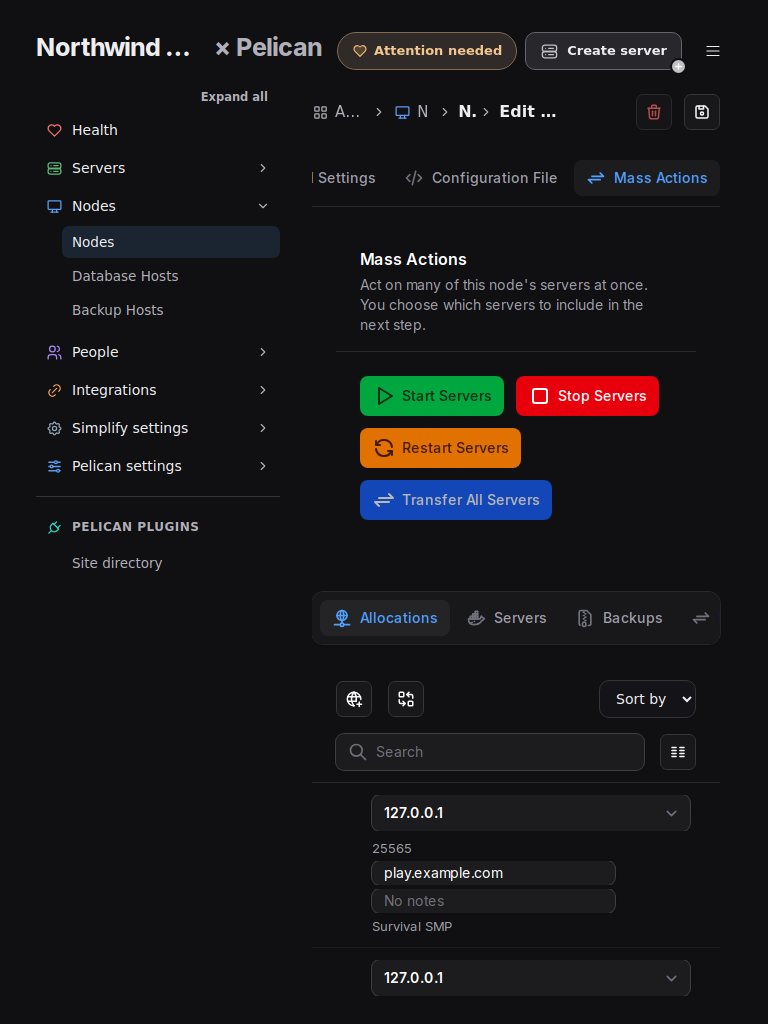 Northwind ... × Pelican
Attention needed
Create server
Expand all
Health
Servers
Nodes
Nodes
Database Hosts
Backup Hosts
People
Integrations
Simplify settings
Pelican settings
PELICAN PLUGINS
Site directory
A... > N > N. > Edit ...
Settings
Configuration File
Mass Actions
Mass Actions
Act on many of this node's servers at once.
You choose which servers to include in the
next step.
Start Servers
Stop Servers
Restart Servers
Transfer All Servers
Allocations
Servers
Backups
Sort by
Search
127.0.0.1
25565
play.example.com
No notes
Survival SMP
127.0.0.1